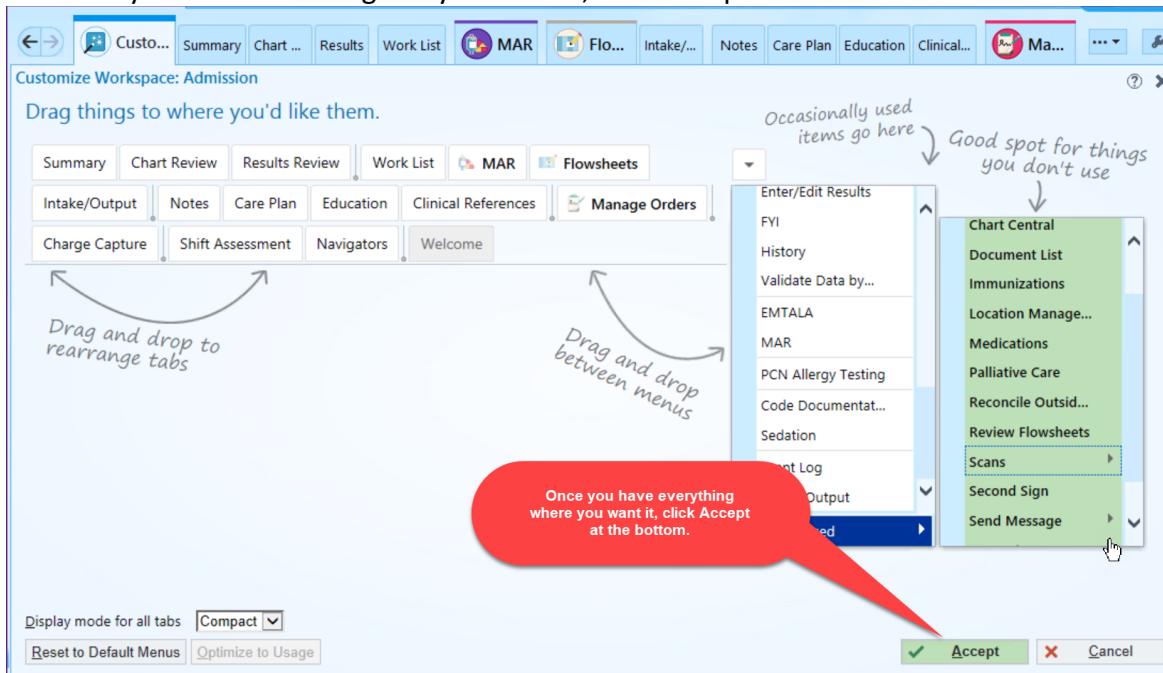 Custo... Summary Chart ... Results Work List MAR Flo... Intake/... Notes Care Plan Education Clinical... Ma... ...
Customize Workspace: Admission
Drag things to where you'd like them.
Occasionally used
items go here
Good spot for things
you don't use
Summary Chart Review Results Review Work List MAR Flowsheets
Intake/Output Notes Care Plan Education Clinical References Manage Orders
Charge Capture Shift Assessment Navigators Welcome
Drag and drop to
rearrange tabs
Drag and drop
between menus
Enter/Edit Results
FYI
History
Validate Data by...
EMTALA
MAR
PCN Allergy Testing
Code Documentat...
Sedation
Log
Output
Chart Central
Document List
Immunizations
Location Manage...
Medications
Palliative Care
Reconcile Outsid...
Review Flowsheets
Scans
Second Sign
Send Message
Once you have everything
where you want it, click Accept
at the bottom.
Display mode for all tabs Compact
Reset to Default Menus Optimize to Usage
Accept Cancel